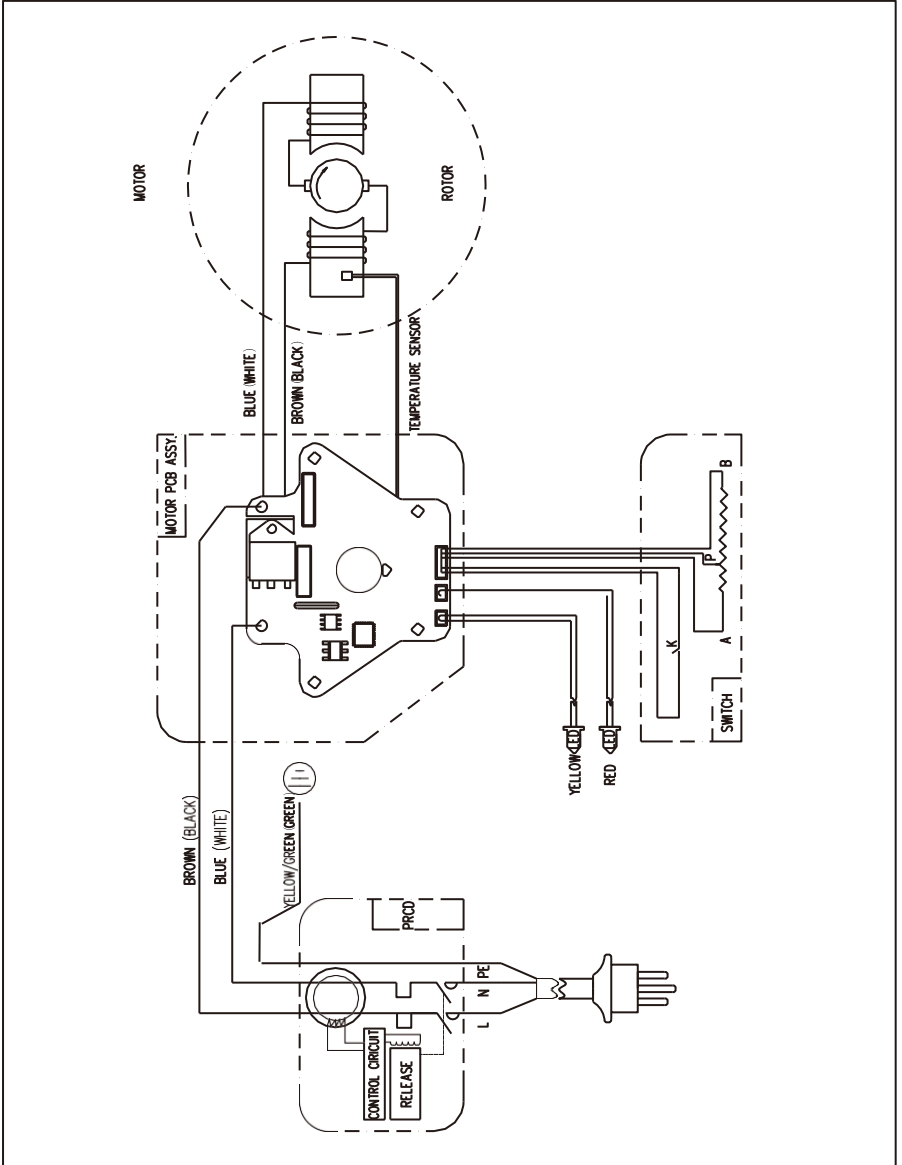 MOTOR
ROTOR
BLUE (WHITE)
BROWN (BLACK)
TEMPERATURE SENSOR
MOTOR PCB ASSY.
B
P
A
K
SWITCH
YELLOW LED
RED LED
BROWN (BLACK)
BLUE (WHITE)
YELLOW/GREEN (GREEN)
PRCD
PE
N
L
CONTROL CIRICUIT
RELEASE